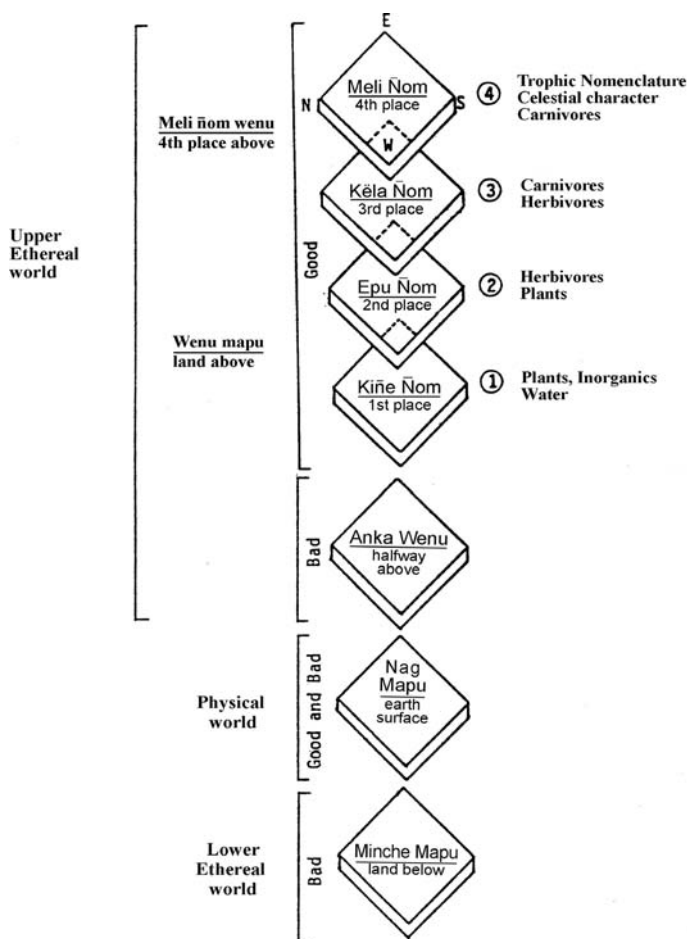 E
Meli Ñom
4th place
N
S
W
④
Trophic Nomenclature
Celestial character
Carnivores
Meli ñom wenu
4th place above
Këla Ñom
3rd place
③
Carnivores
Herbivores
Upper
Ethereal
world
Good
Epu Ñom
2nd place
②
Herbivores
Plants
Wenu mapu
land above
Kiñe Ñom
1st place
①
Plants, Inorganics
Water
Bad
Anka Wenu
halfway
above
Physical
world
Good and Bad
Nag
Mapu
earth
surface
Lower
Ethereal
world
Bad
Minche Mapu
land below